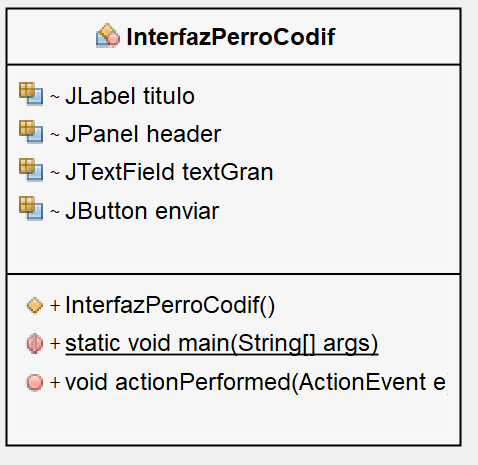 InterfazPerroCodif
~ JLabel titulo
~ JPanel header
~ JTextField textGran
~ JButton enviar
+ InterfazPerroCodif()
+ static void main(String[] args)
+ void actionPerformed(ActionEvent e)